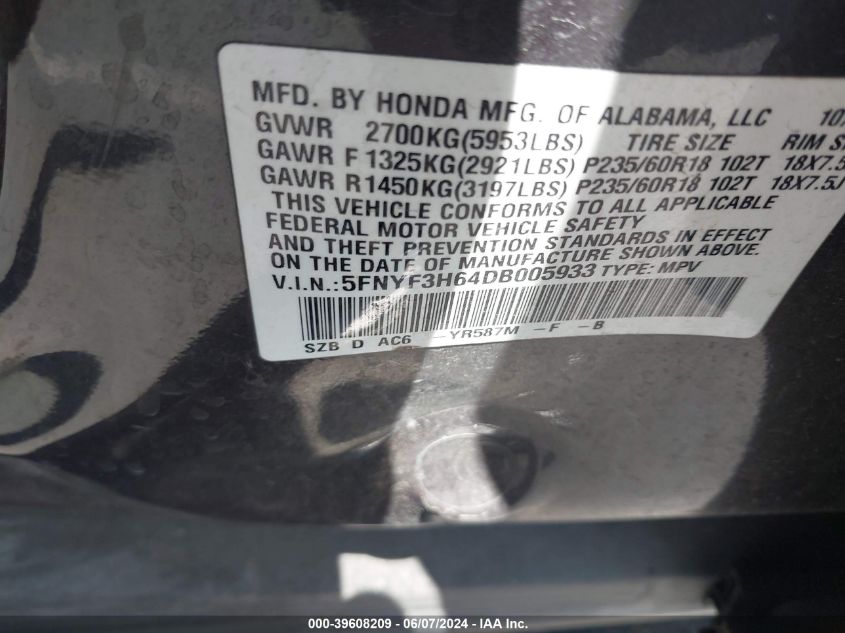 MFD. BY HONDA MFG. OF ALABAMA, LLC 10
GVWR 2700KG(5953LBS) TIRE SIZE RIM S
GAWR F 1325KG(2921LBS) P235/60R18 102T 18X7.5
GAWR R1450KG(3197LBS) P235/60R18 102T 18X7.5J
THIS VEHICLE CONFORMS TO ALL APPLICABLE
FEDERAL MOTOR VEHICLE SAFETY
AND THEFT PREVENTION STANDARDS IN EFFECT
ON THE DATE OF MANUFACTURE SHOWN ABOVE.
V.I.N.:5FNYF3H64DB005933 TYPE: MPV
SZB D AC6 -YR587M -F -B
000-39608209 - 06/07/2024 - IAA Inc.